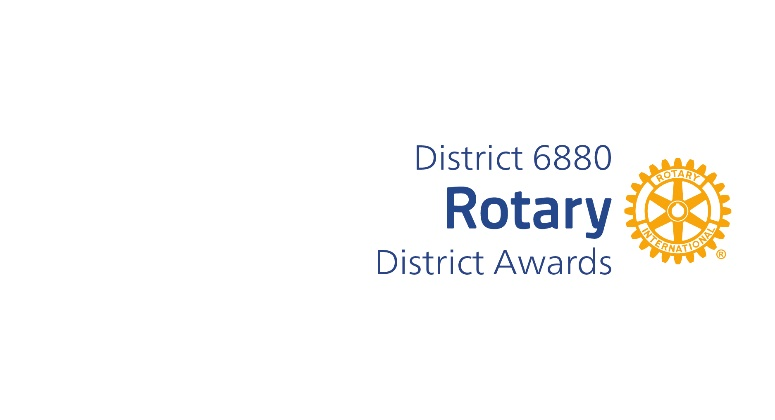 District 6880
Rotary
District Awards
ROTARY
INTERNATIONAL
®